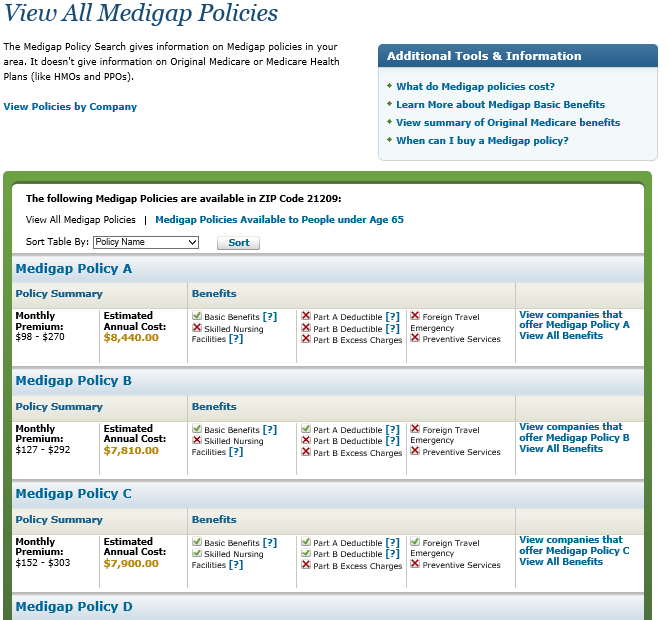 View All Medigap Policies
The Medigap Policy Search gives information on Medigap policies in your
area. It doesn't give information on Original Medicare or Medicare Health
Plans (like HMOs and PPOs).
View Policies by Company
Additional Tools & Information
What do Medigap policies cost?
Learn More about Medigap Basic Benefits
View summary of Original Medicare benefits
When can I buy a Medigap policy?
The following Medigap Policies are available in ZIP Code 21209:
View All Medigap Policies | Medigap Policies Available to People under Age 65
Sort Table By: Policy Name Sort
Medigap Policy A
Policy Summary Benefits
Monthly
Premium:
$98 - $270
Estimated
Annual Cost:
$8,440.00
Basic Benefits [?]
Skilled Nursing
Facilities [?]
Part A Deductible [?]
Part B Deductible [?]
Part B Excess Charges
Foreign Travel
Emergency
Preventive Services
View companies that
offer Medigap Policy A
View All Benefits
Medigap Policy B
Policy Summary Benefits
Monthly
Premium:
$127 - $292
Estimated
Annual Cost:
$7,810.00
Basic Benefits [?]
Skilled Nursing
Facilities [?]
Part A Deductible [?]
Part B Deductible [?]
Part B Excess Charges
Foreign Travel
Emergency
Preventive Services
View companies that
offer Medigap Policy B
View All Benefits
Medigap Policy C
Policy Summary Benefits
Monthly
Premium:
$152 - $303
Estimated
Annual Cost:
$7,900.00
Basic Benefits [?]
Skilled Nursing
Facilities [?]
Part A Deductible [?]
Part B Deductible [?]
Part B Excess Charges
Foreign Travel
Emergency
Preventive Services
View companies that
offer Medigap Policy C
View All Benefits
Medigap Policy D